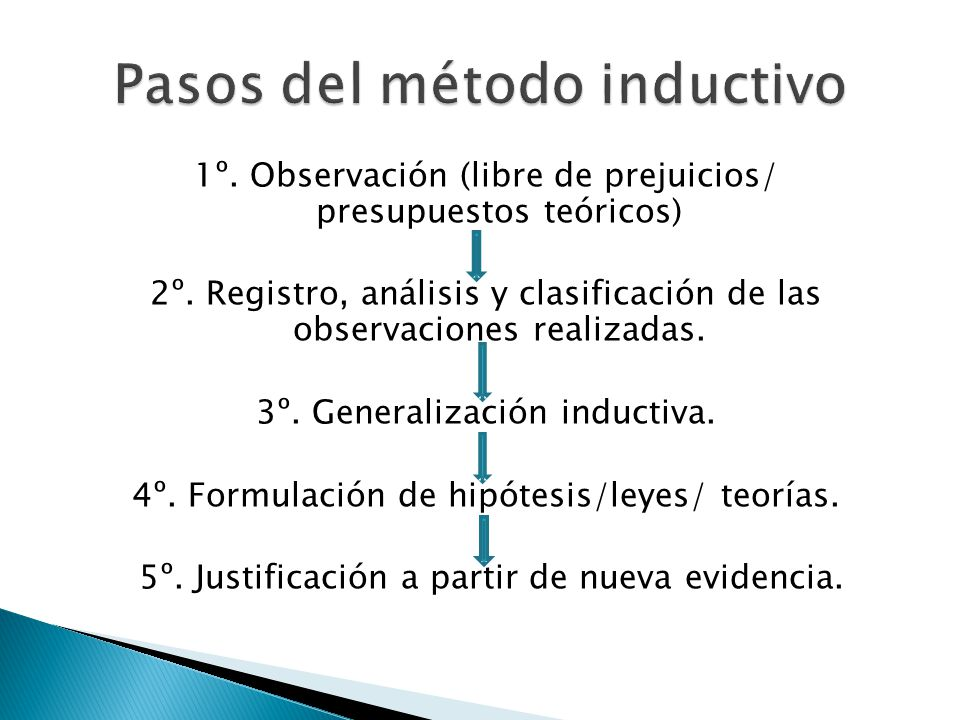 Pasos del método inductivo
1º. Observación (libre de prejuicios/
presupuestos teóricos)
2º. Registro, análisis y clasificación de las
observaciones realizadas.
3º. Generalización inductiva.
4º. Formulación de hipótesis/leyes/ teorías.
5º. Justificación a partir de nueva evidencia.